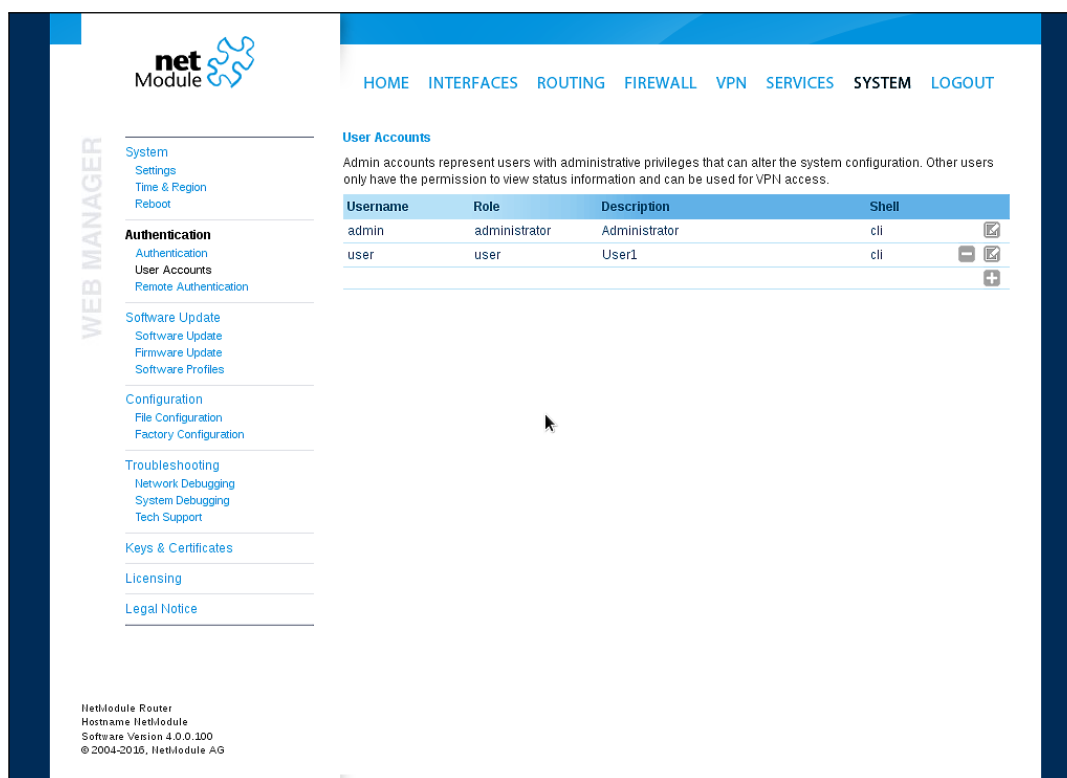 net
Module
HOME INTERFACES ROUTING FIREWALL VPN SERVICES SYSTEM LOGOUT
WEB MANAGER
System
Settings
Time & Region
Reboot
Authentication
Authentication
User Accounts
Remote Authentication
Software Update
Software Update
Firmware Update
Software Profiles
Configuration
File Configuration
Factory Configuration
Troubleshooting
Network Debugging
System Debugging
Tech Support
Keys & Certificates
Licensing
Legal Notice
User Accounts
Admin accounts represent users with administrative privileges that can alter the system configuration. Other users
only have the permission to view status information and can be used for VPN access.
Username Role Description Shell
admin administrator Administrator cli
user user User1 cli
NetModule Router
Hostname NetModule
Software Version 4.0.0.100
© 2004-2016, NetModule AG